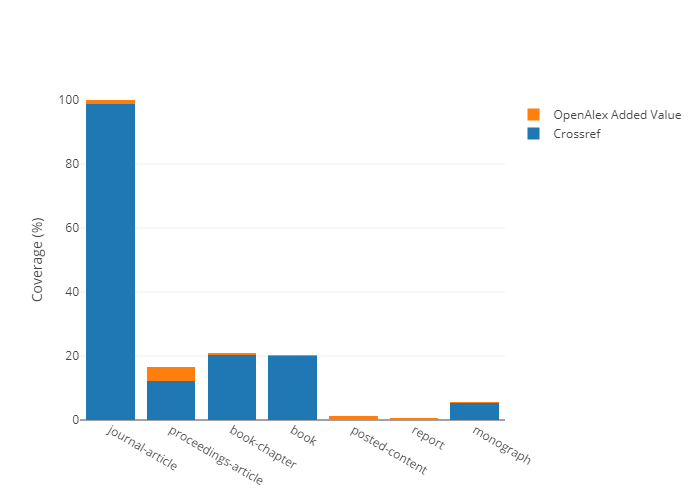 100
80
60
40
20
0
Coverage (%)
journal-article
proceedings-article
book-chapter
book
posted-content
report
monograph
OpenAlex Added Value
Crossref